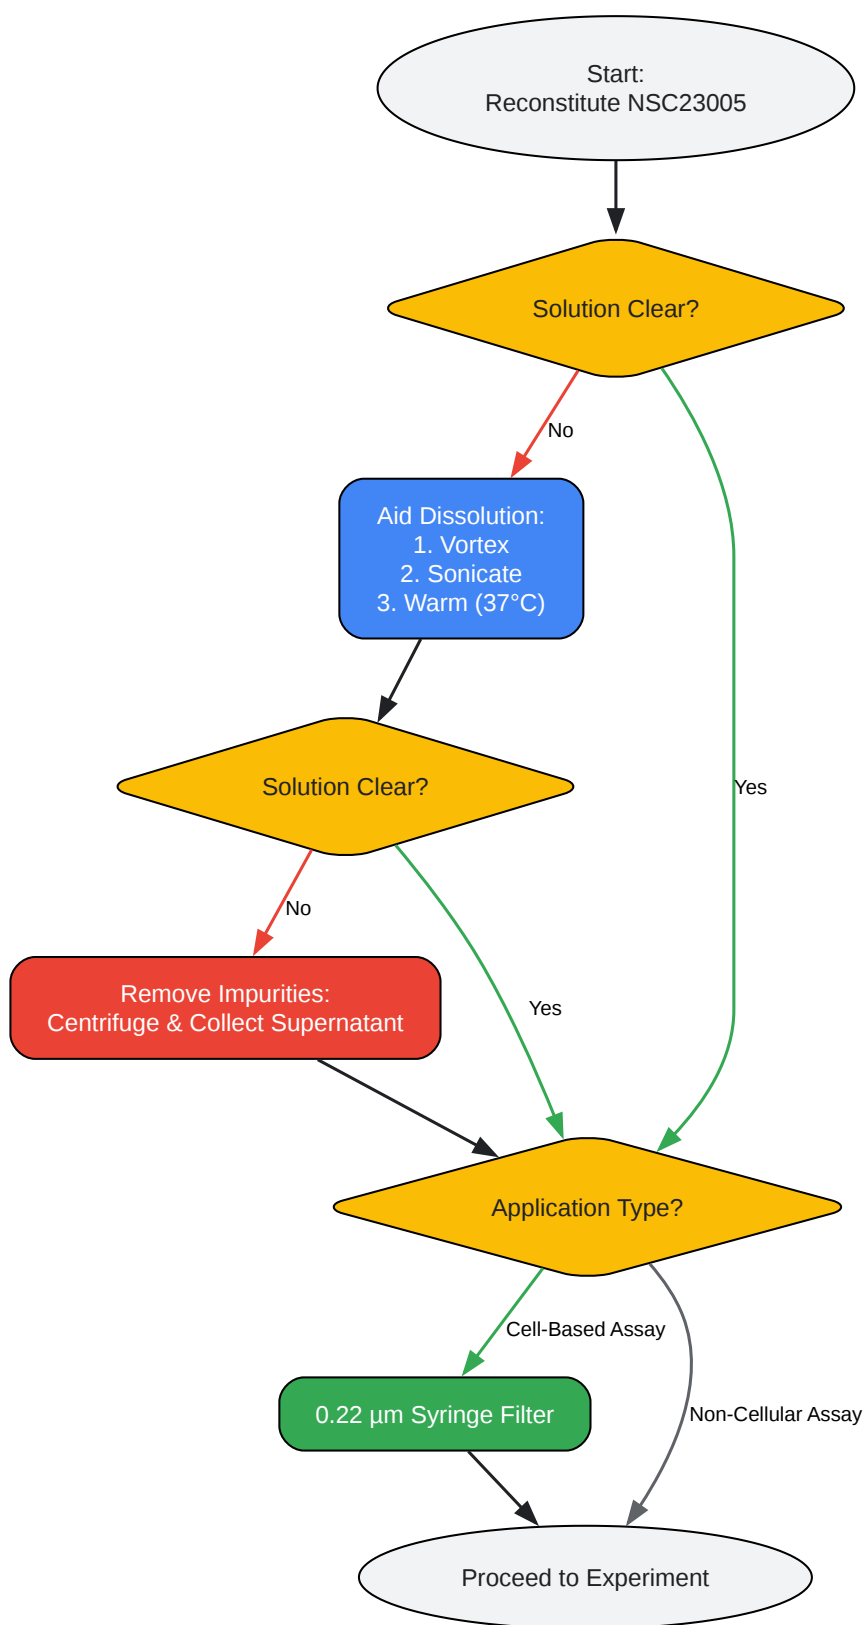 Start:
Reconstitute NSC23005
Solution Clear?
No
Aid Dissolution:
1. Vortex
2. Sonicate
3. Warm (37°C)
Solution Clear?
Yes
No
Remove Impurities:
Centrifuge & Collect Supernatant
Yes
Application Type?
Cell-Based Assay
0.22 µm Syringe Filter
Non-Cellular Assay
Proceed to Experiment